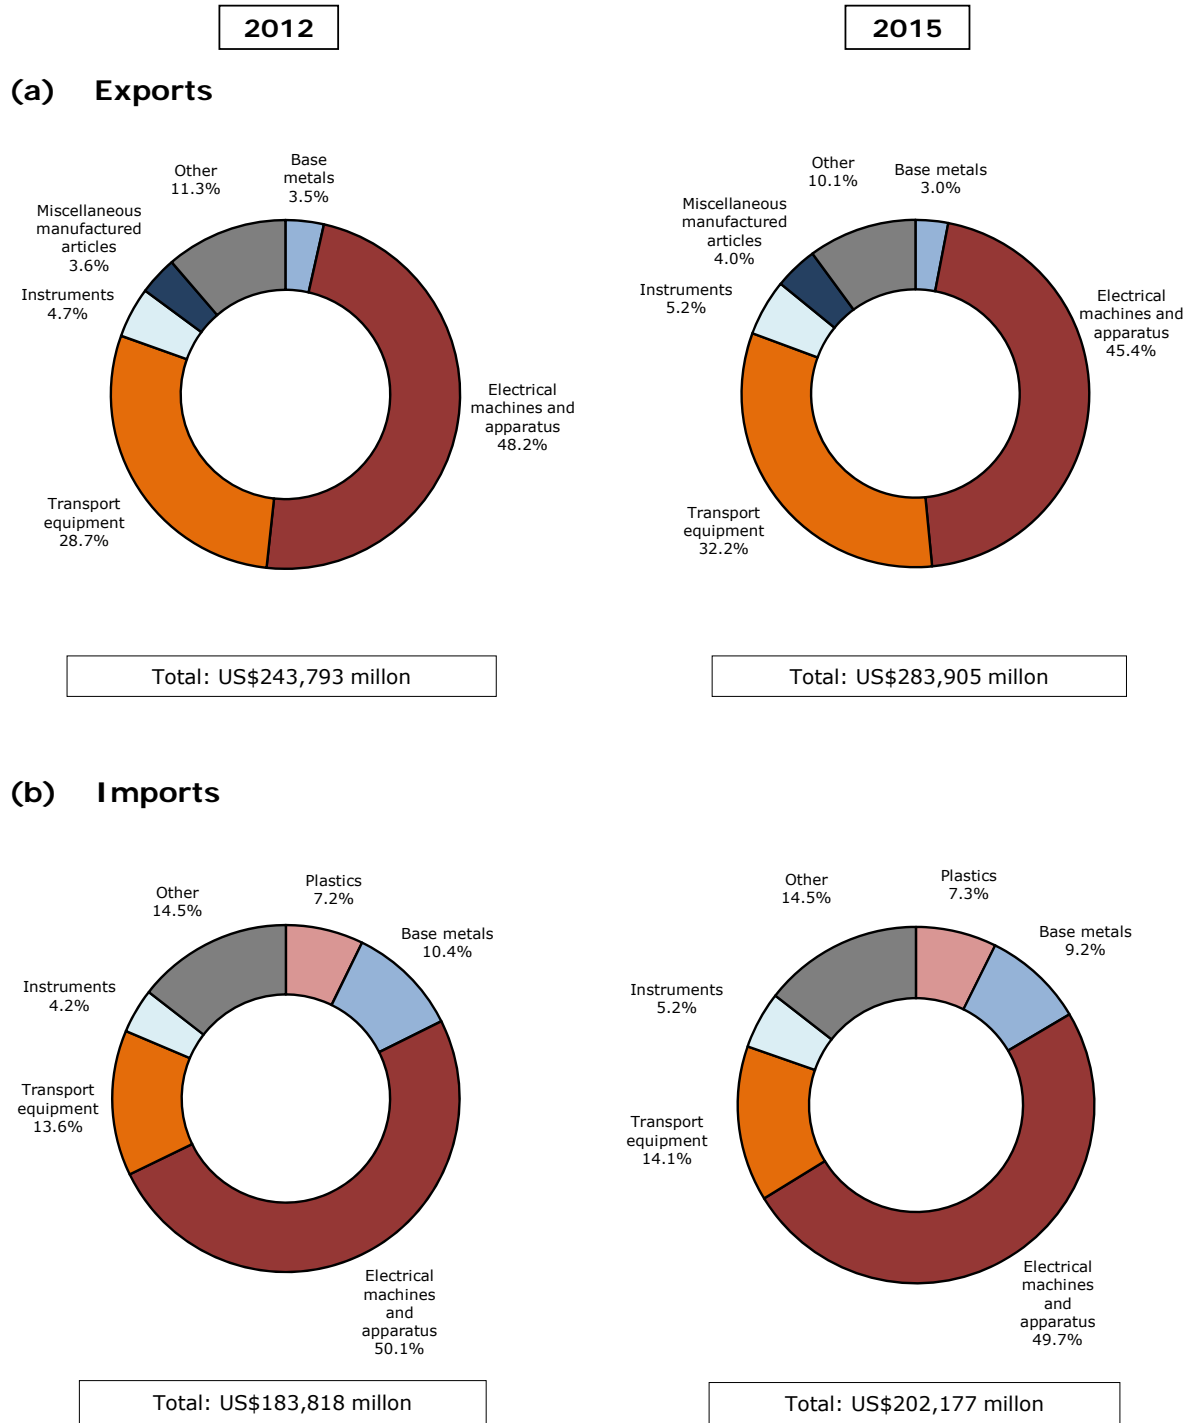 2012
2015
(a) Exports
Other
11.3%
Base
metals
3.5%
Miscellaneous
manufactured
articles
3.6%
Instruments
4.7%
Electrical
machines and
apparatus
48.2%
Transport
equipment
28.7%
Total: US$243,793 millon
Other
10.1%
Base metals
3.0%
Miscellaneous
manufactured
articles
4.0%
Instruments
5.2%
Electrical
machines and
apparatus
45.4%
Transport
equipment
32.2%
Total: US$283,905 millon
(b) Imports
Other
14.5%
Plastics
7.2%
Base metals
10.4%
Instruments
4.2%
Transport
equipment
13.6%
Electrical
machines
and
apparatus
50.1%
Total: US$183,818 millon
Other
14.5%
Plastics
7.3%
Base metals
9.2%
Instruments
5.2%
Transport
equipment
14.1%
Electrical
machines
and
apparatus
49.7%
Total: US$202,177 millon